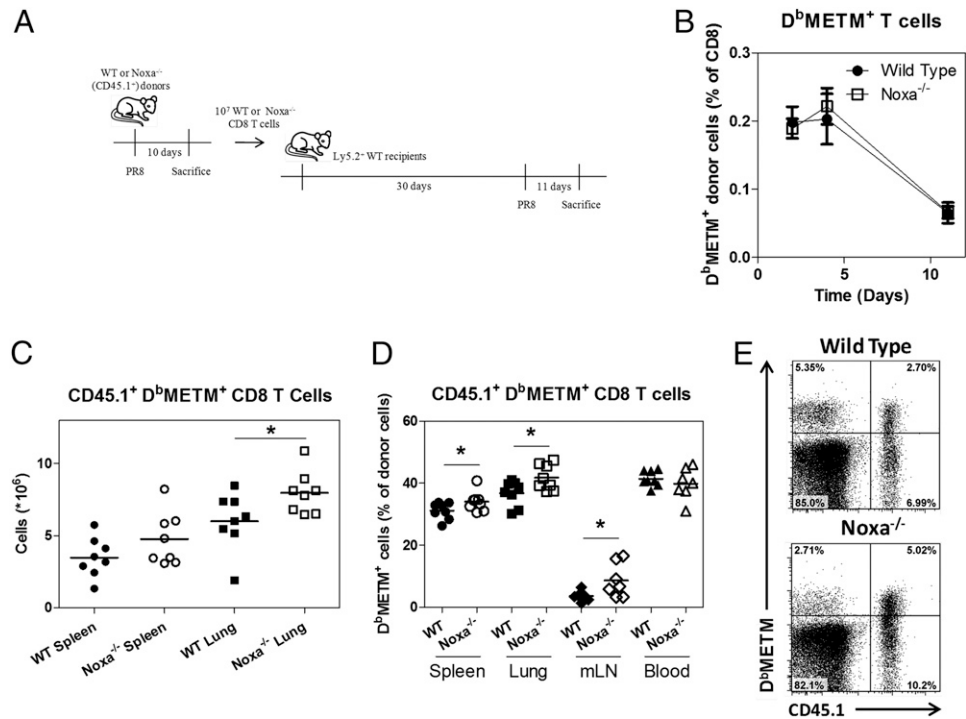 A
WT or Noxa⁻/⁻
(CD45.1⁺) donors
10 days
PR8
Sacrifice
10⁷ WT or Noxa⁻/⁻
CD8 T cells
Ly5.2⁺ WT recipients
30 days
11 days
PR8
Sacrifice
B
DᵇMETM⁺ T cells
DᵇMETM⁺ donor cells (% of CD8)
0.3
0.2
0.1
0.0
Wild Type
Noxa⁻/⁻
0
5
10
Time (Days)
C
CD45.1⁺ DᵇMETM⁺ CD8 T Cells
Cells (*10⁶)
10
5
0
WT Spleen
Noxa⁻/⁻ Spleen
WT Lung
Noxa⁻/⁻ Lung
*
D
CD45.1⁺ DᵇMETM⁺ CD8 T Cells
DᵇMETM⁺ cells (% of donor cells)
60
40
20
0
*
*
*
WT
Noxa⁻/⁻
WT
Noxa⁻/⁻
WT
Noxa⁻/⁻
WT
Noxa⁻/⁻
Spleen
Lung
mLN
Blood
E
Wild Type
5.35%
2.70%
85.0%
6.99%
Noxa⁻/⁻
2.71%
5.02%
82.1%
10.2%
DᵇMETM
CD45.1